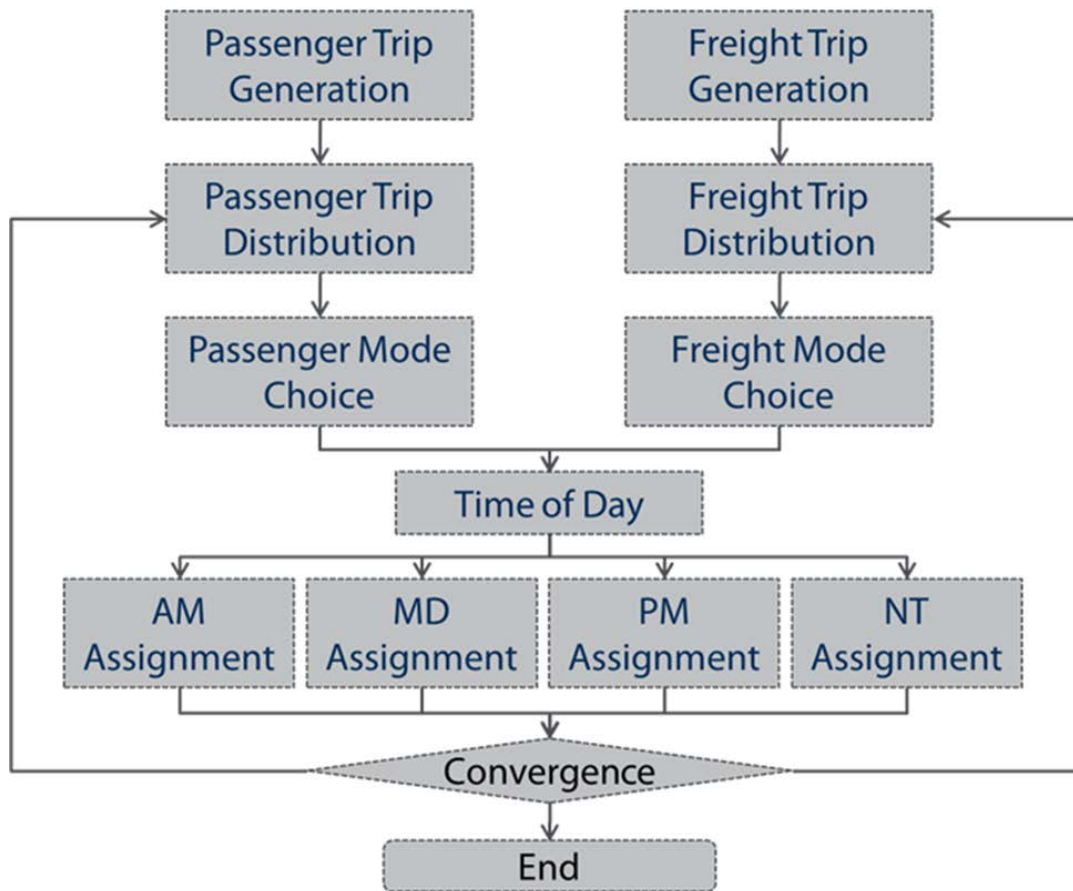 Passenger Trip
Generation
Freight Trip
Generation
Passenger Trip
Distribution
Freight Trip
Distribution
Passenger Mode
Choice
Freight Mode
Choice
Time of Day
AM
Assignment
MD
Assignment
PM
Assignment
NT
Assignment
Convergence
End